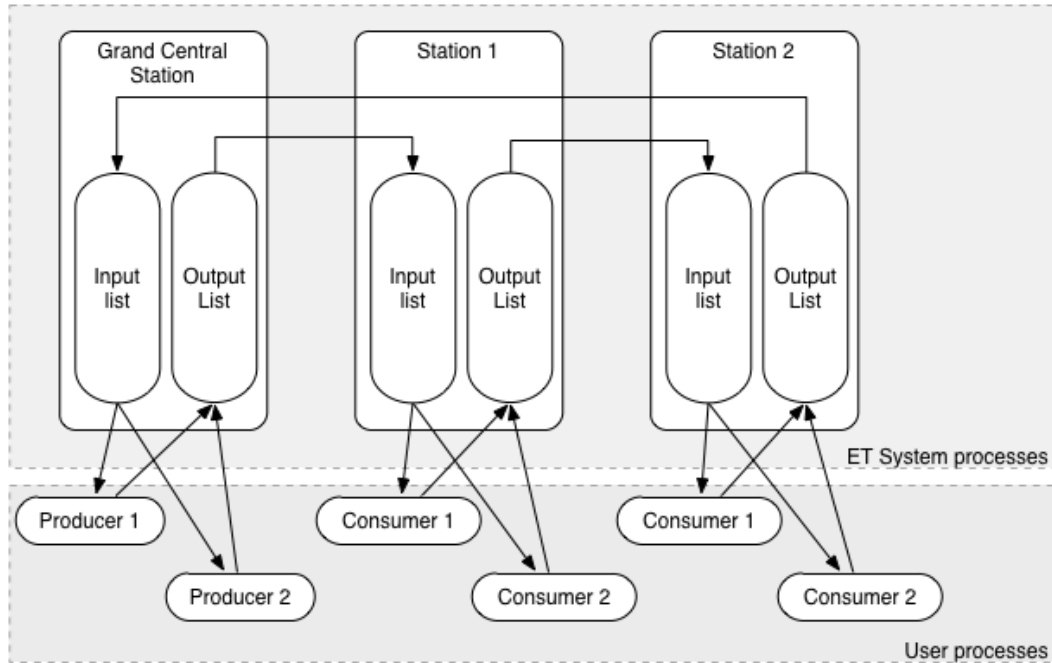 Grand Central
Station
Station 1
Station 2
Input
list
Output
List
Input
list
Output
List
Input
list
Output
List
ET System processes
Producer 1
Consumer 1
Consumer 1
Producer 2
Consumer 2
Consumer 2
User processes